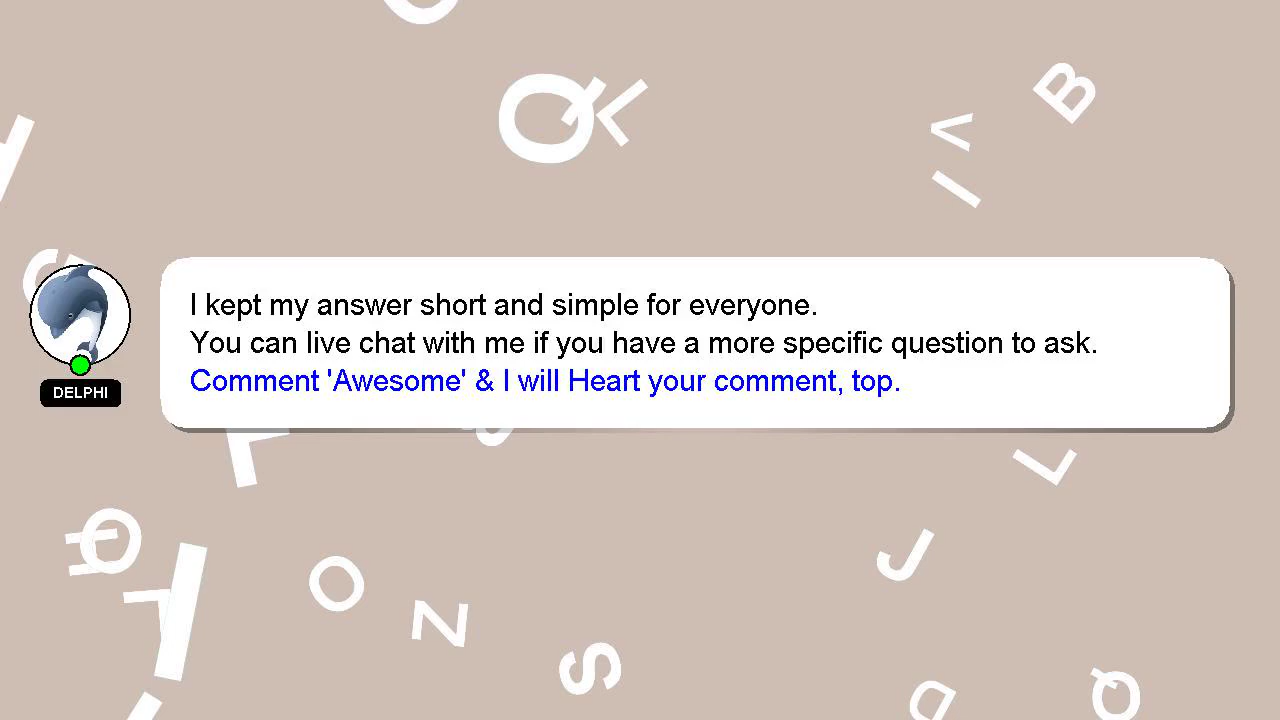 I kept my answer short and simple for everyone.
You can live chat with me if you have a more specific question to ask.
Comment 'Awesome' & I will Heart your comment, top.
DELPHI